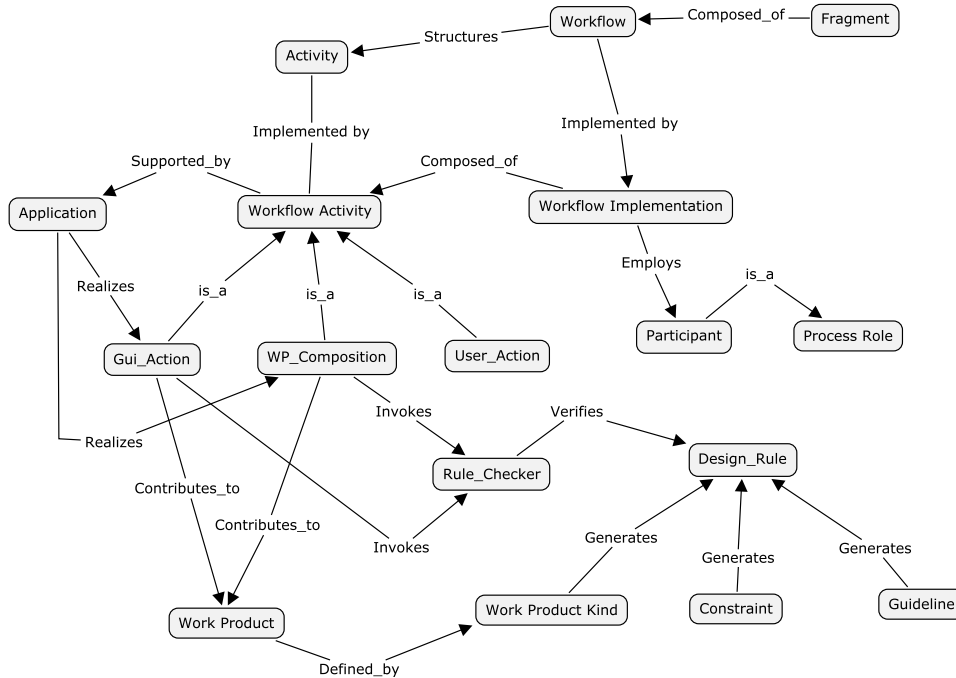 Workflow
Composed_of
Fragment
Structures
Activity
Implemented by
Implemented by
Supported_by
Composed_of
Application
Workflow Activity
Workflow Implementation
Employs
is_a
Realizes
is_a
is_a
is_a
Participant
Process Role
Gui_Action
WP_Composition
User_Action
Invokes
Verifies
Realizes
Design_Rule
Rule_Checker
Contributes_to
Contributes_to
Generates
Invokes
Generates
Generates
Work Product
Work Product Kind
Constraint
Guideline
Defined_by